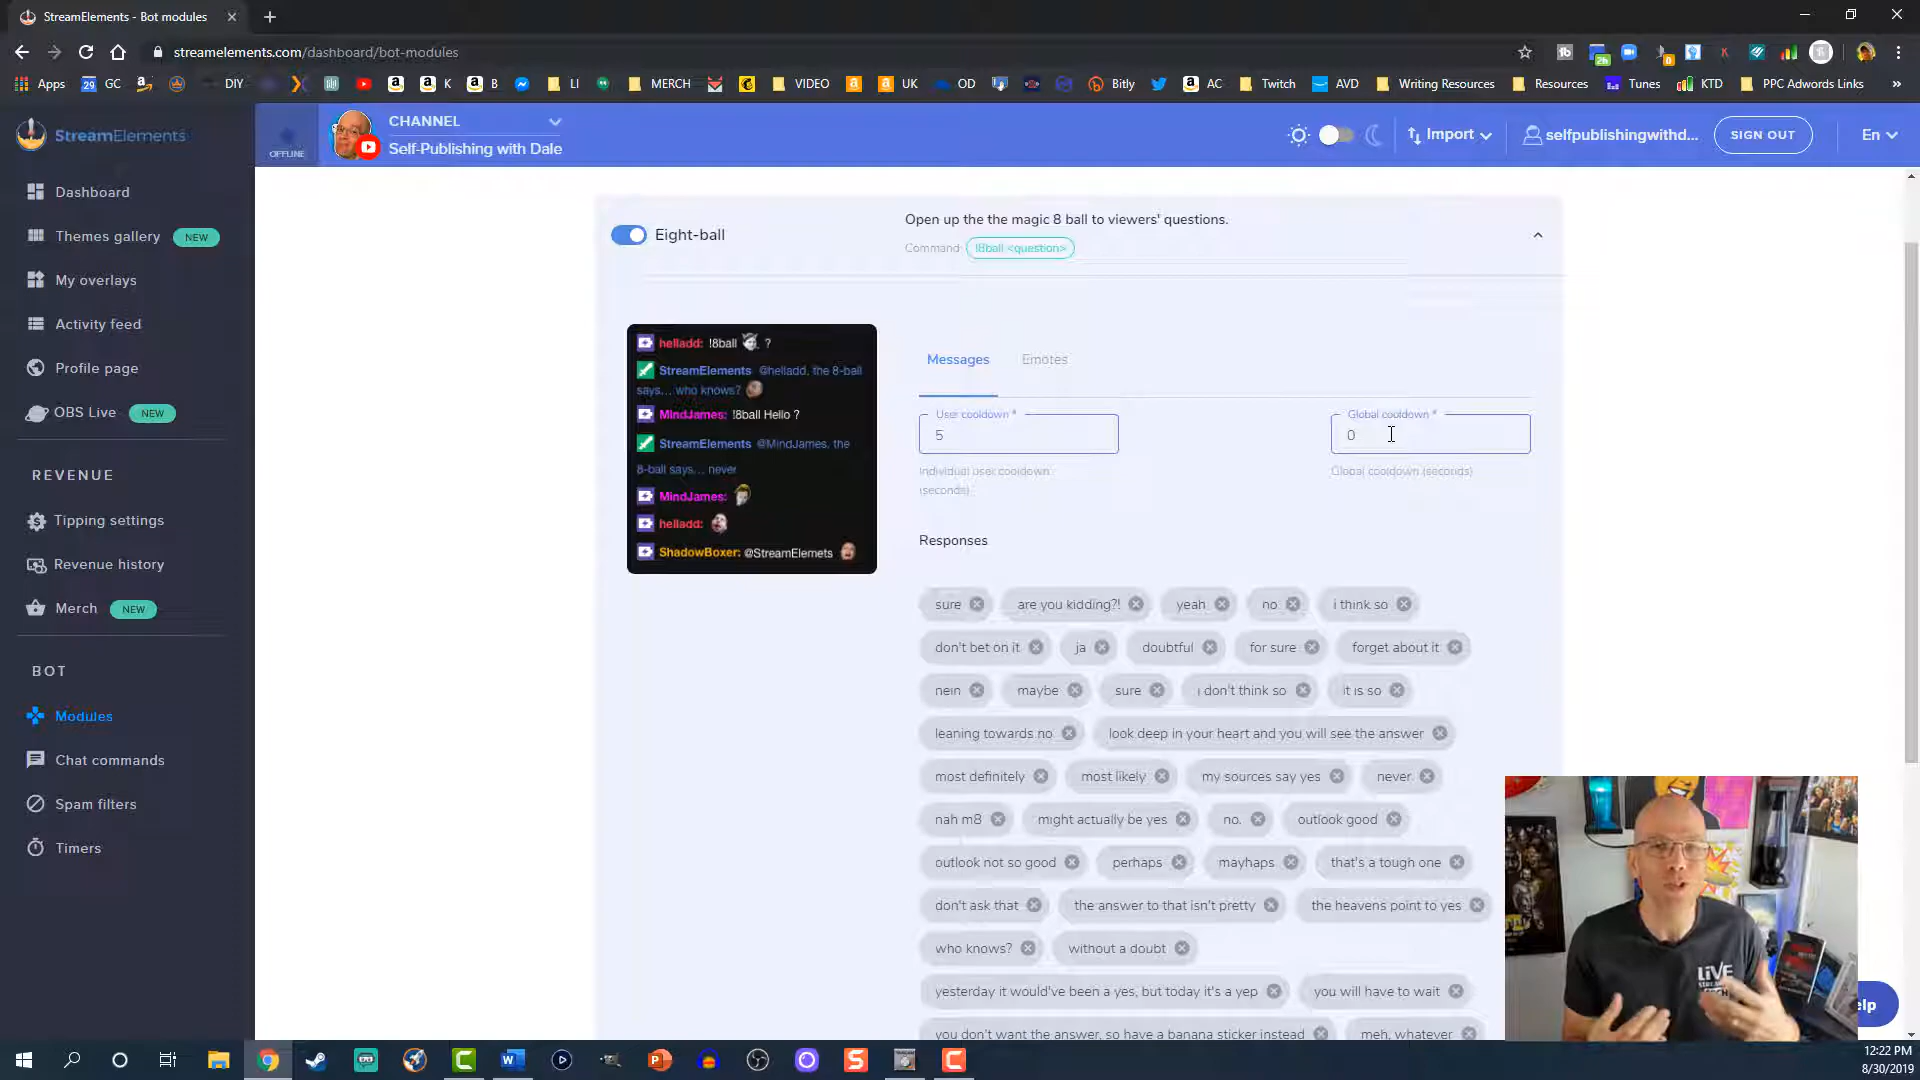 StreamElements - Bot modules
streamelements.com/dashboard/bot-modules
Apps
GC
DIY
K
B
LI
MERCH
VIDEO
UK
OD
Bitly
AC
Twitch
AVD
Writing Resources
Resources
Tunes
KTD
PPC Adwords Links
StreamElements
OFFLINE
CHANNEL
Self-Publishing with Dale
Import
selfpublishingwithd...
SIGN OUT
En
Dashboard
Themes gallery NEW
My overlays
Activity feed
Profile page
OBS Live NEW
REVENUE
Tipping settings
Revenue history
Merch NEW
BOT
Modules
Chat commands
Spam filters
Timers
Eight-ball
Open up the the magic 8 ball to viewers' questions.
Command: !8ball <question>
helladd: !8ball ?
StreamElements @helladd, the 8-ball
says... who knows?
MindJames: !8ball Hello ?
StreamElements @MindJames, the
8-ball says... never
MindJames:
helladd:
ShadowBoxer: @StreamElemets
Messages
Emotes
User cooldown *
5
Individual user cooldown
(seconds)
Global cooldown *
0
Global cooldown (seconds)
Responses
sure are you kidding?! yeah no i think so
don't bet on it ja doubtful for sure forget about it
nein maybe sure i don't think so it is so
leaning towards no look deep in your heart and you will see the answer
most definitely most likely my sources say yes never
nah m8 might actually be yes no. outlook good
outlook not so good perhaps mayhaps that's a tough one
don't ask that the answer to that isn't pretty the heavens point to yes
who knows? without a doubt
yesterday it would've been a yes, but today it's a yep you will have to wait
you don't want the answer, so have a banana sticker instead meh, whatever
LiVE
elp
12:22 PM
8/30/2019